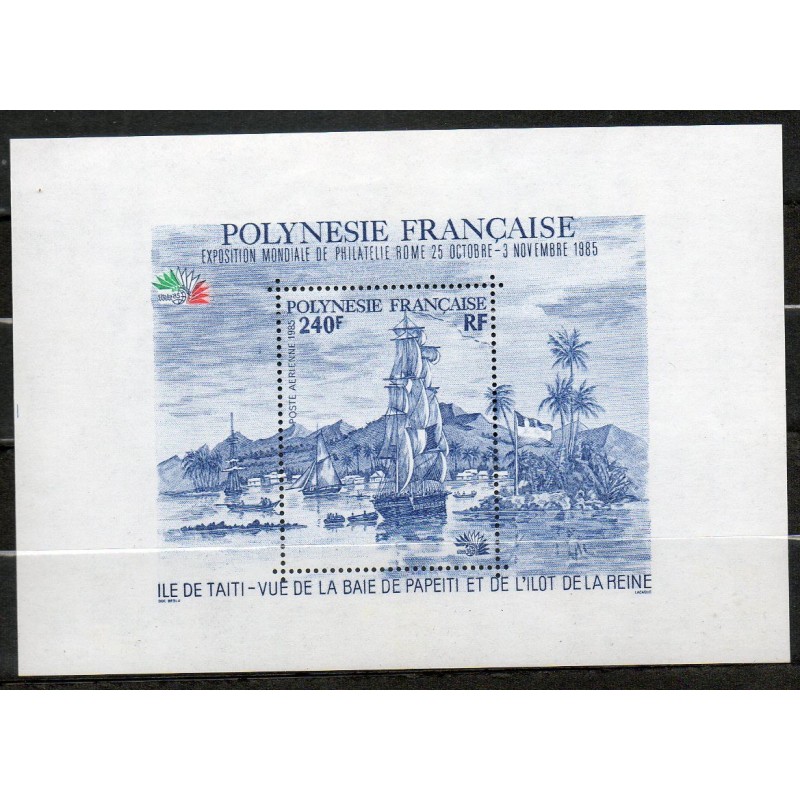 POLYNESIE FRANÇAISE
EXPOSITION MONDIALE DE PHILATELIE ROME 25 OCTOBRE - 3 NOVEMBRE 1985
POLYNESIE FRANÇAISE
240F RF
POSTE AERIENNE 1985
ILE DE TAITI - VUE DE LA BAIE DE PAPEITI ET DE L'ILOT DE LA REINE